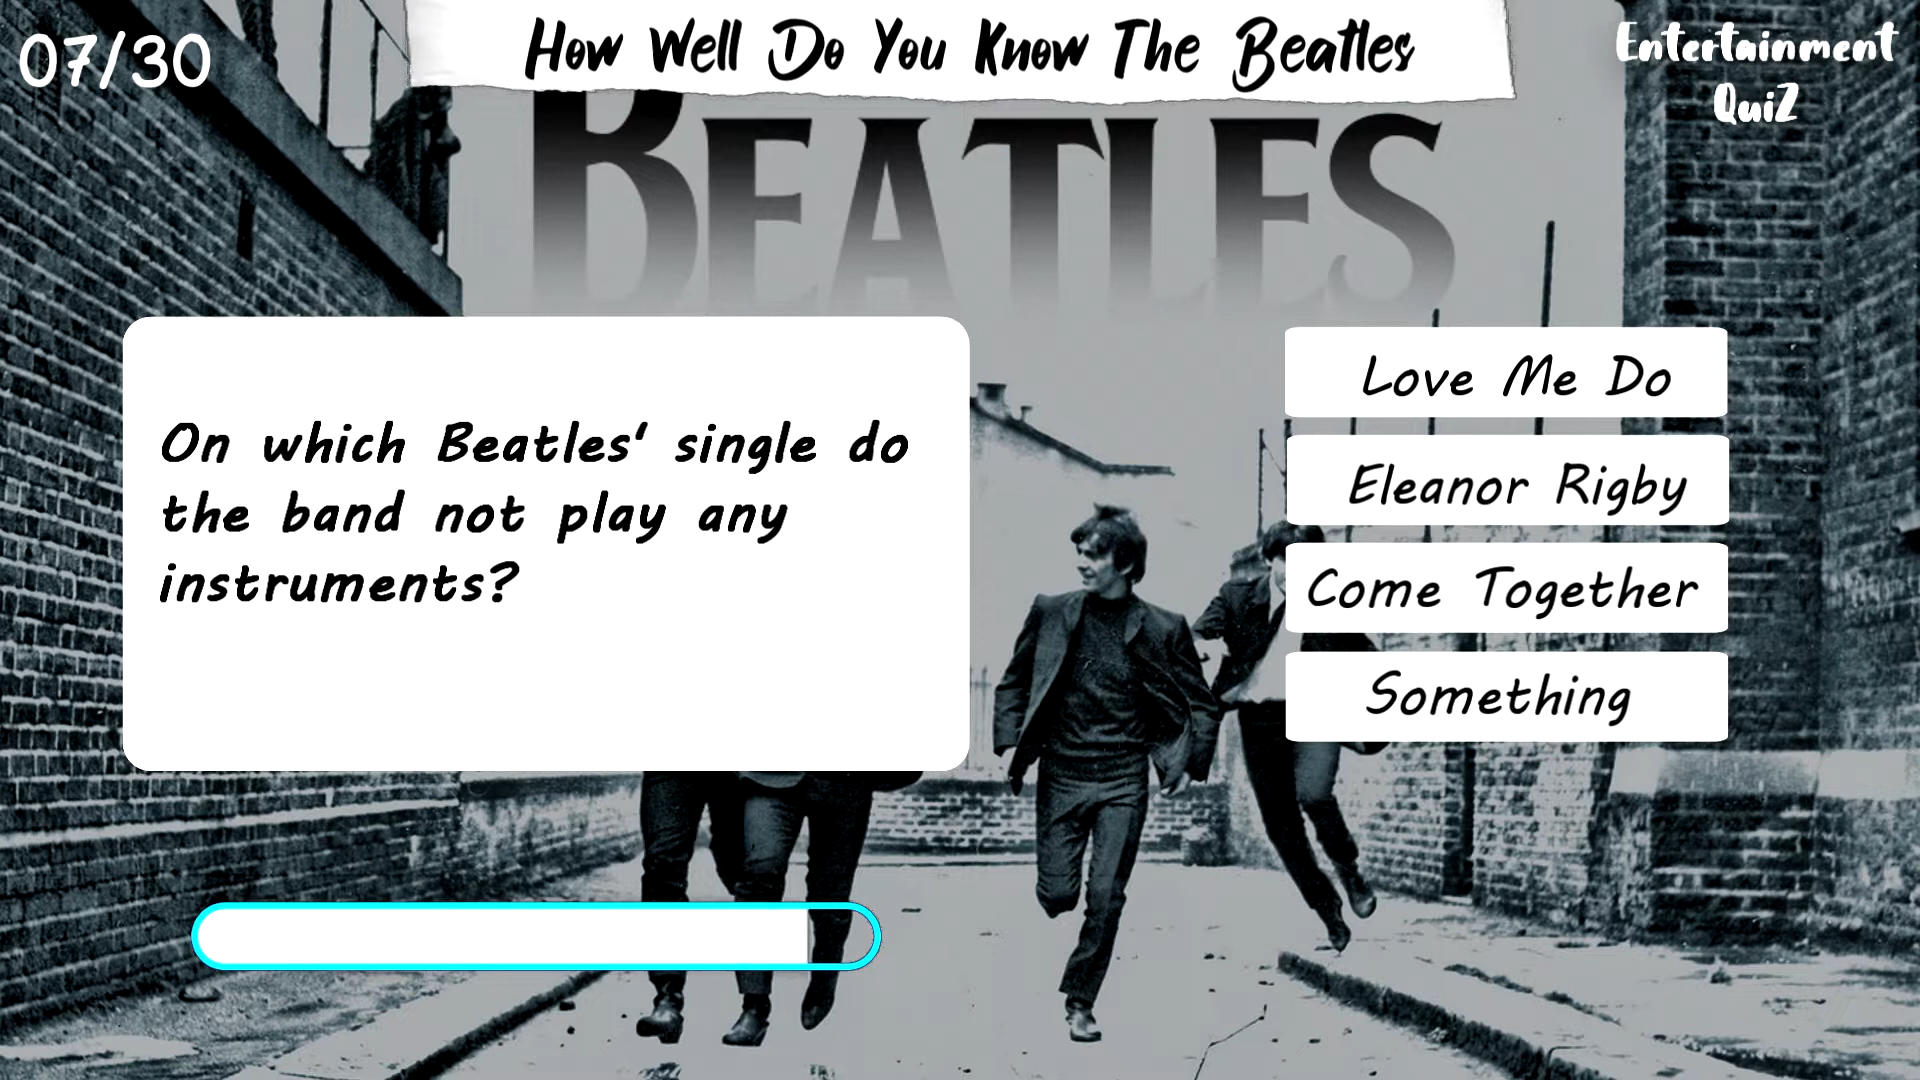 07/30
How Well Do You Know The Beatles
Entertainment
QuiZ
BEATLES
On which Beatles' single do
the band not play any
instruments?
Love Me Do
Eleanor Rigby
Come Together
Something